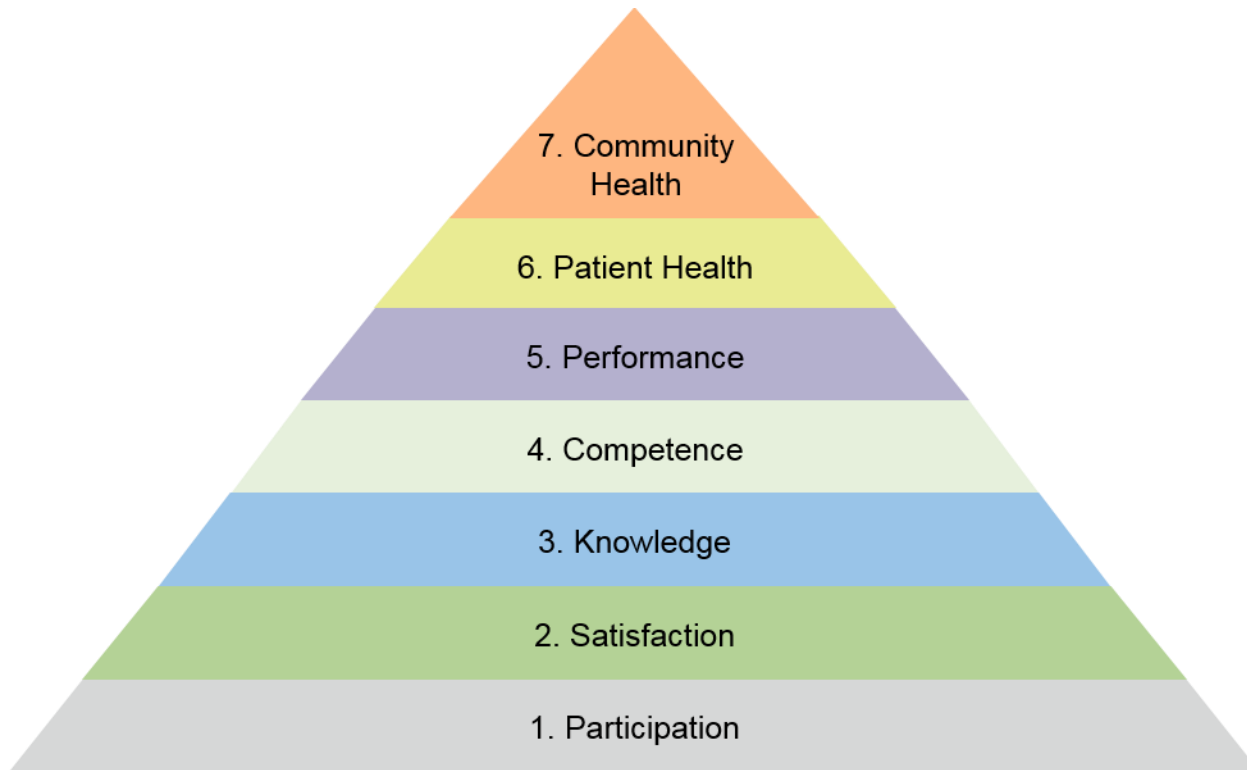 7. Community
Health
6. Patient Health
5. Performance
4. Competence
3. Knowledge
2. Satisfaction
1. Participation